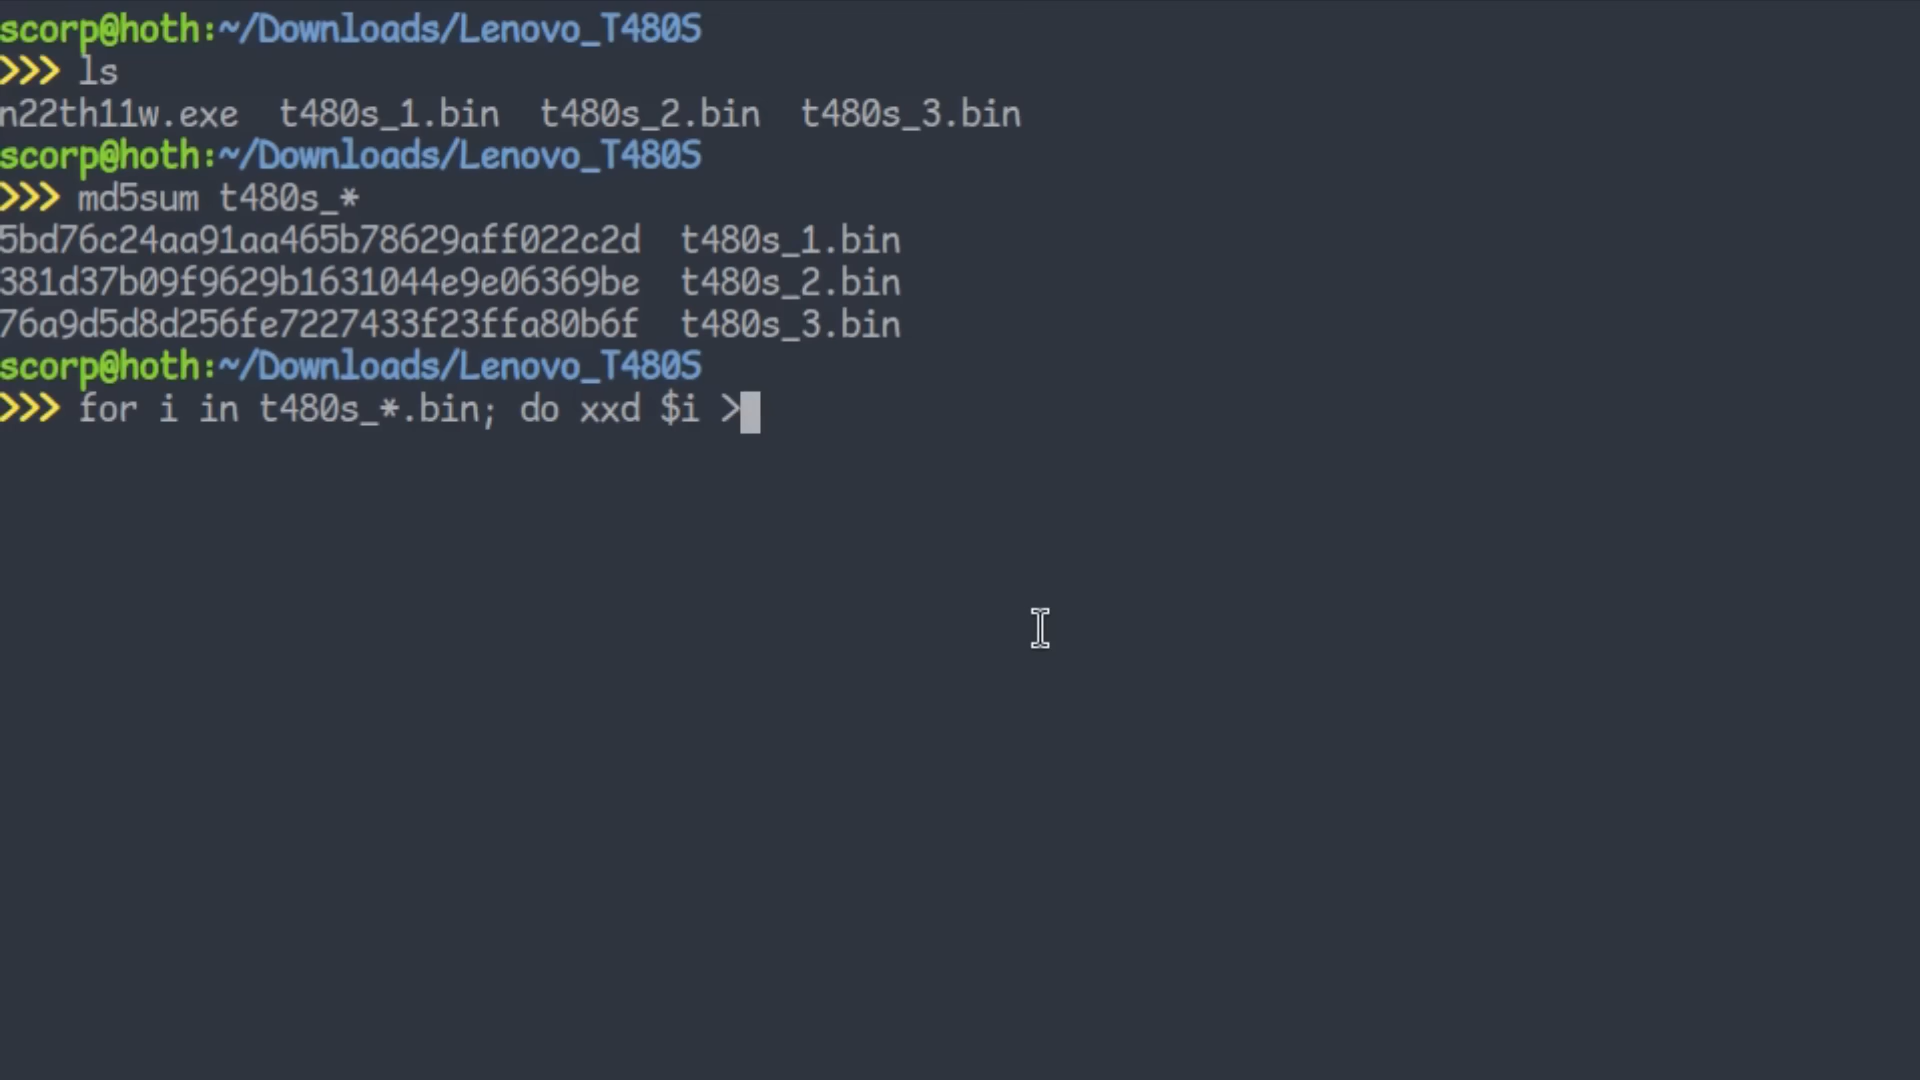 scorp@hoth:~/Downloads/Lenovo_T480S
>>> ls
n22th11w.exe  t480s_1.bin  t480s_2.bin  t480s_3.bin
scorp@hoth:~/Downloads/Lenovo_T480S
>>> md5sum t480s_*
5bd76c24aa91aa465b78629aff022c2d  t480s_1.bin
381d37b09f9629b1631044e9e06369be  t480s_2.bin
76a9d5d8d256fe7227433f23ffa80b6f  t480s_3.bin
scorp@hoth:~/Downloads/Lenovo_T480S
>>> for i in t480s_*.bin; do xxd $i >